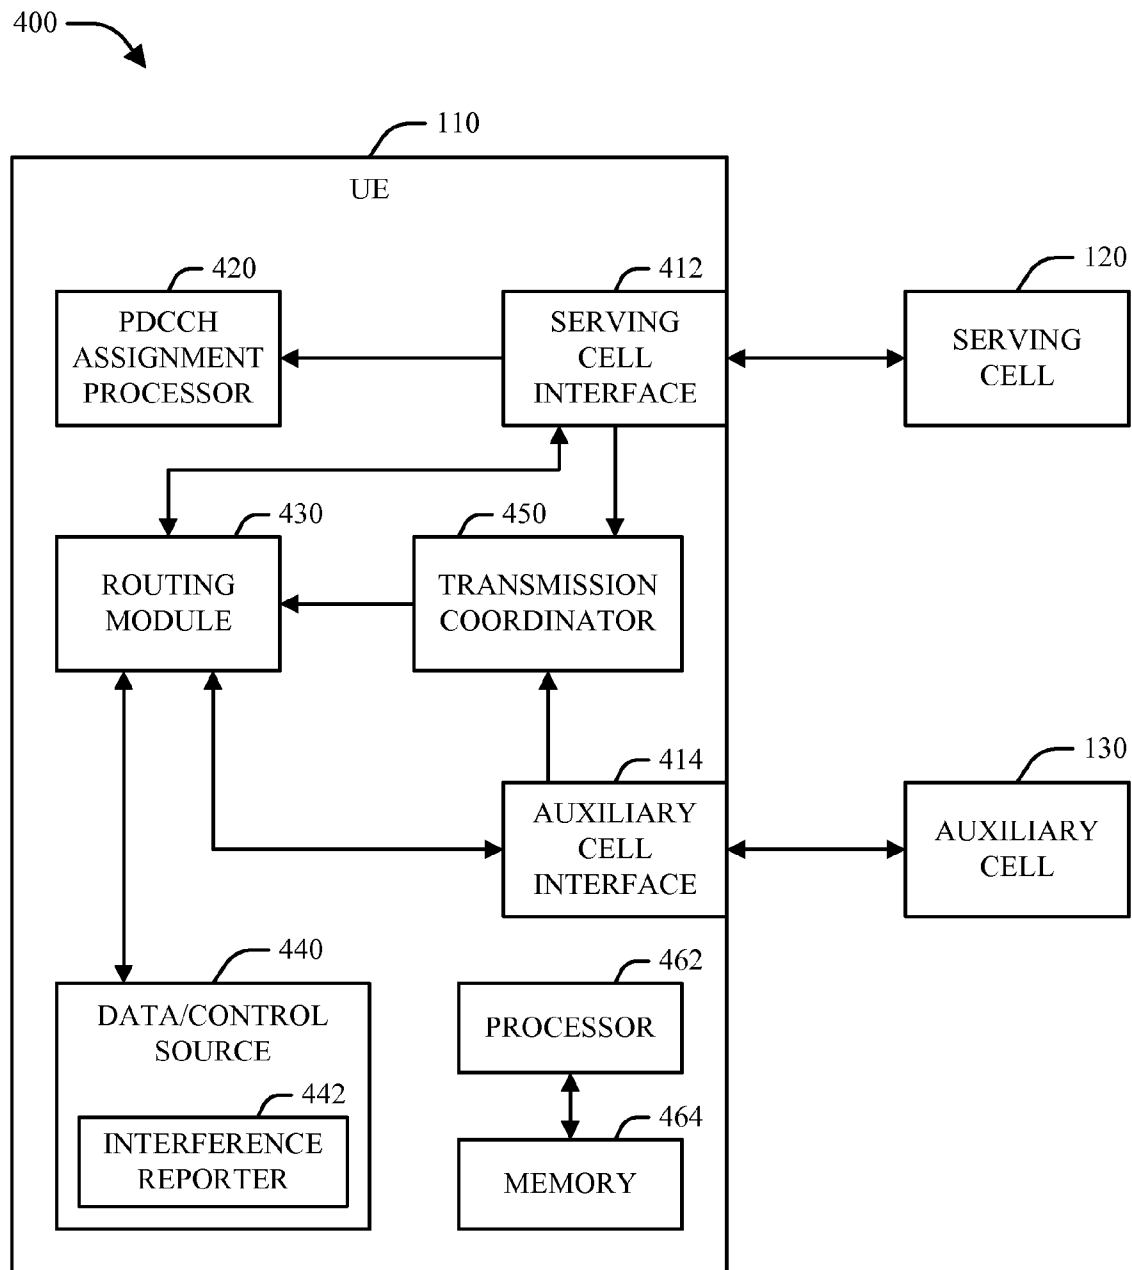 400
110
UE
420
412
120
PDCCH
ASSIGNMENT
PROCESSOR
SERVING
CELL
INTERFACE
SERVING
CELL
430
450
ROUTING
MODULE
TRANSMISSION
COORDINATOR
414
130
AUXILIARY
CELL
INTERFACE
AUXILIARY
CELL
440
462
DATA/CONTROL
SOURCE
PROCESSOR
442
464
INTERFERENCE
REPORTER
MEMORY